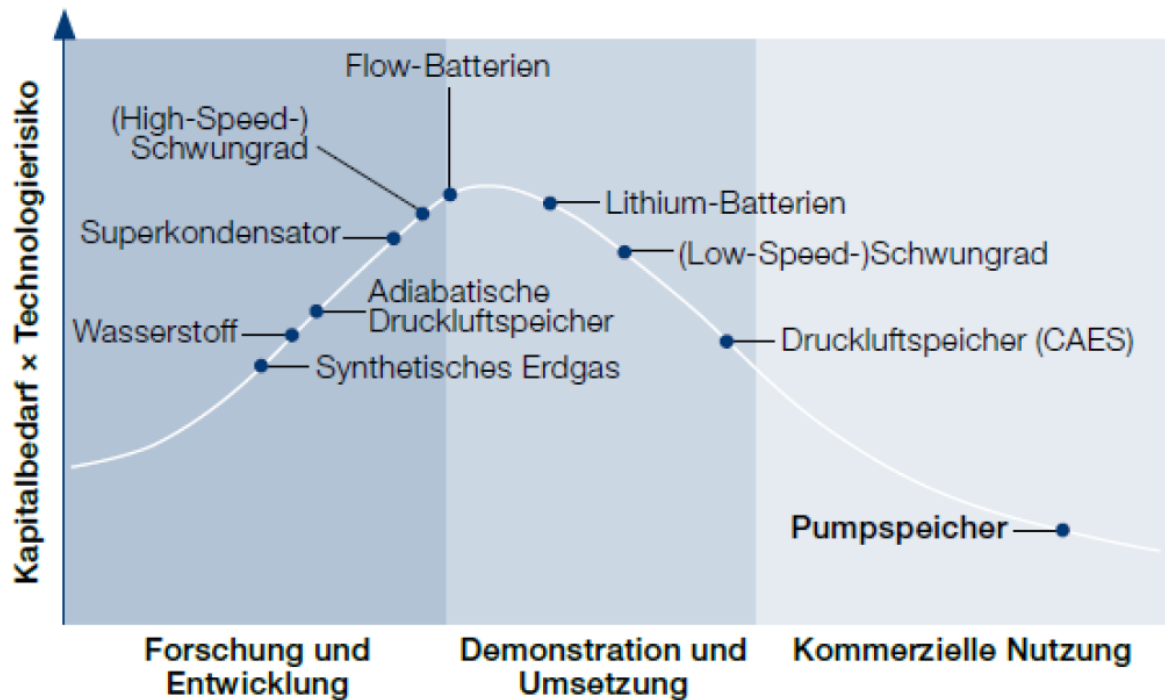 Kapitalbedarf × Technologierisiko
Flow-Batterien
(High-Speed-)
Schwungrad
Lithium-Batterien
Superkondensator
(Low-Speed-)Schwungrad
Adiabatische
Druckluftspeicher
Wasserstoff
Druckluftspeicher (CAES)
Synthetisches Erdgas
Pumpspeicher
Forschung und
Entwicklung
Demonstration und
Umsetzung
Kommerzielle Nutzung